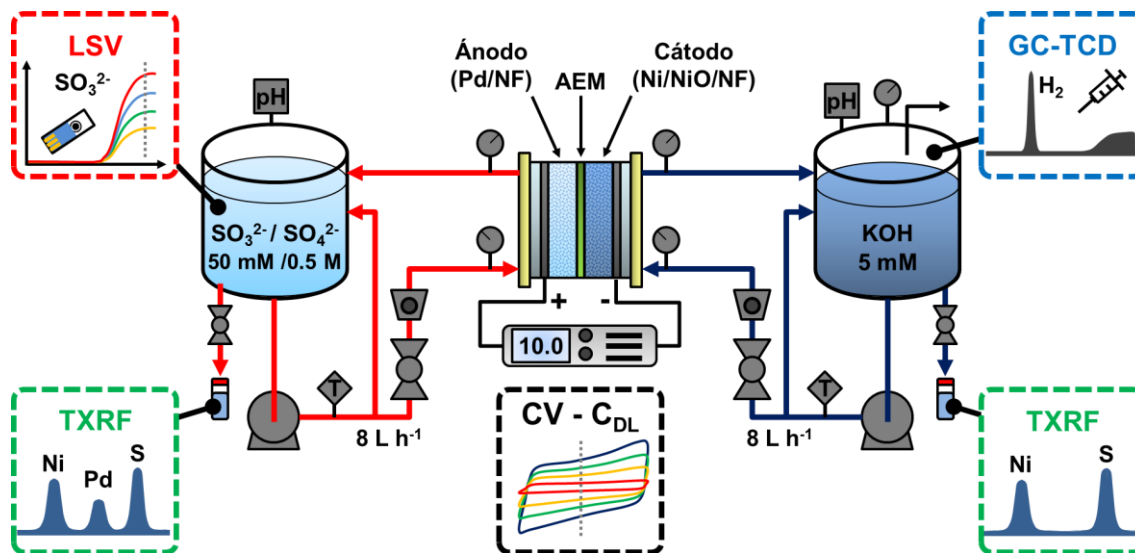 LSV
SO₃²⁻
pH
SO₃²⁻ / SO₄²⁻
50 mM /0.5 M
TXRF
Ni
Pd
S
T
8 L h⁻¹
Ánodo
(Pd/NF)
AEM
Cátodo
(Ni/NiO/NF)
+
-
10.0
CV - C_DL
GC-TCD
H₂
pH
KOH
5 mM
T
8 L h⁻¹
TXRF
Ni
S